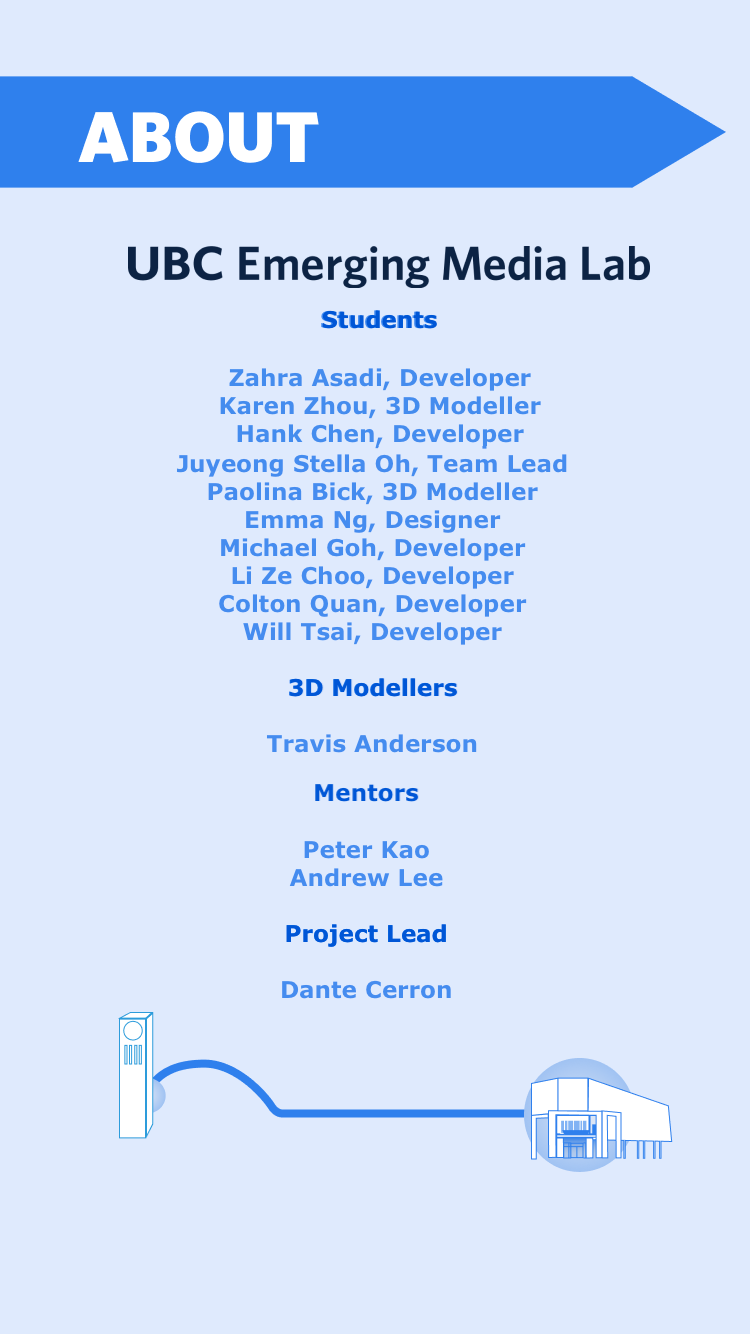 ABOUT
UBC Emerging Media Lab
Students
Zahra Asadi, Developer
Karen Zhou, 3D Modeller
Hank Chen, Developer
Juyeong Stella Oh, Team Lead
Paolina Bick, 3D Modeller
Emma Ng, Designer
Michael Goh, Developer
Li Ze Choo, Developer
Colton Quan, Developer
Will Tsai, Developer
3D Modellers
Travis Anderson
Mentors
Peter Kao
Andrew Lee
Project Lead
Dante Cerron